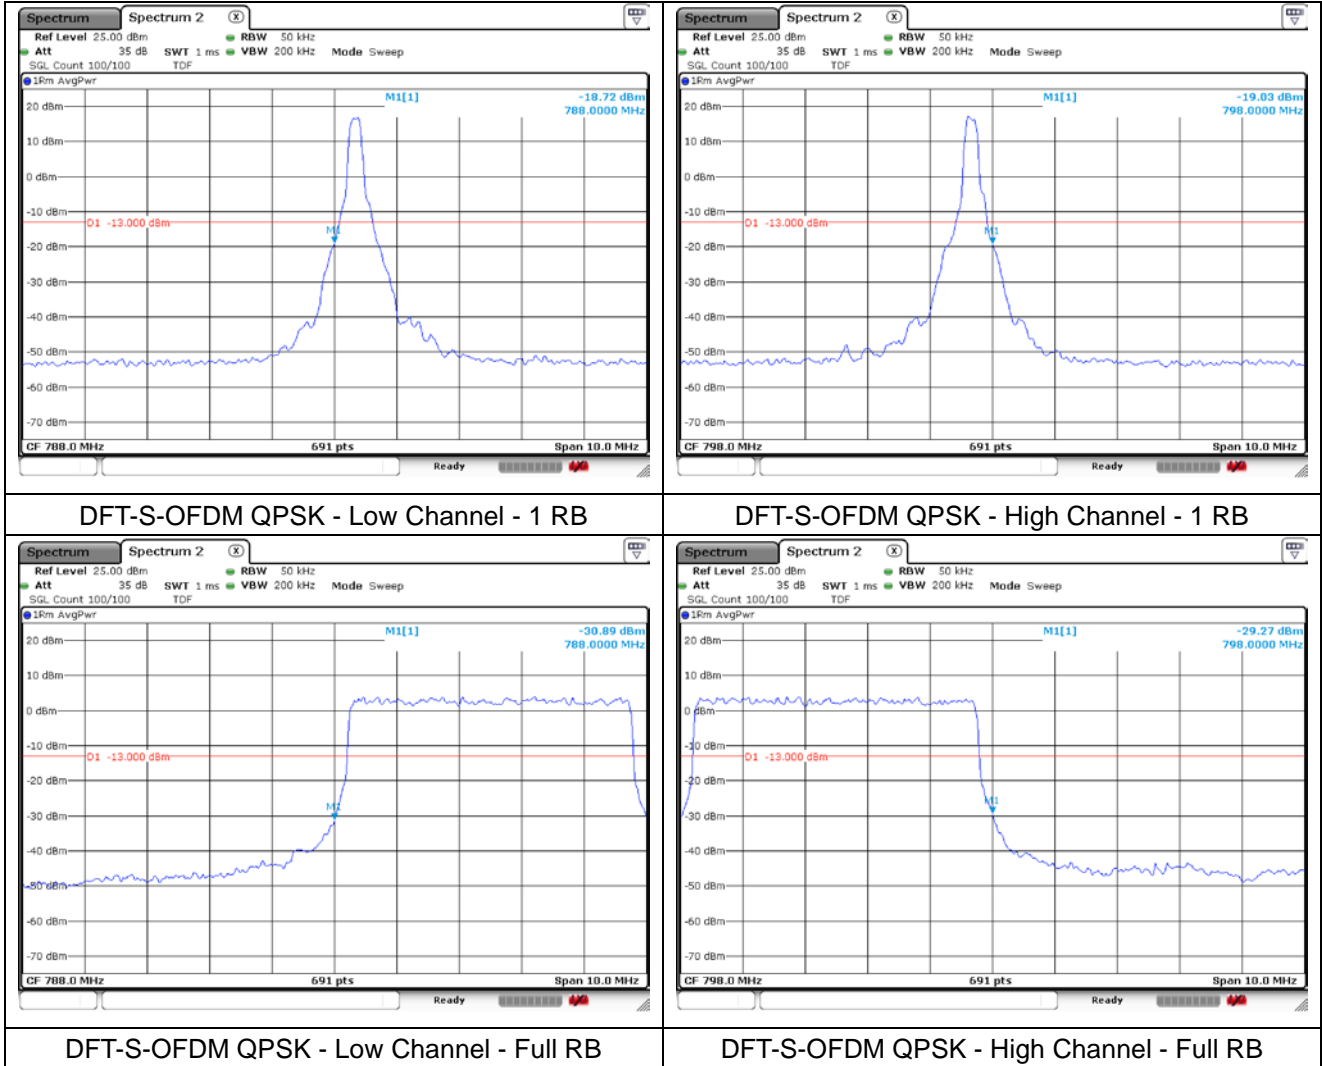 Spectrum Spectrum 2 X
Ref Level 25.00 dBm RBW 50 kHz
Att 35 dB SWT 1 ms VBW 200 kHz Mode Sweep
SGL Count 100/100 TDF
1Rm AvgPwr
M1[1] -18.72 dBm
788.0000 MHz
20 dBm
10 dBm
0 dBm
-10 dBm
D1 -13.000 dBm
M1
-20 dBm
-30 dBm
-40 dBm
-50 dBm
-60 dBm
-70 dBm
CF 788.0 MHz 691 pts Span 10.0 MHz
Ready
DFT-S-OFDM QPSK - Low Channel - 1 RB
Spectrum Spectrum 2 X
Ref Level 25.00 dBm RBW 50 kHz
Att 35 dB SWT 1 ms VBW 200 kHz Mode Sweep
SGL Count 100/100 TDF
1Rm AvgPwr
M1[1] -19.03 dBm
798.0000 MHz
20 dBm
10 dBm
0 dBm
-10 dBm
D1 -13.000 dBm
M1
-20 dBm
-30 dBm
-40 dBm
-50 dBm
-60 dBm
-70 dBm
CF 798.0 MHz 691 pts Span 10.0 MHz
Ready
DFT-S-OFDM QPSK - High Channel - 1 RB
Spectrum Spectrum 2 X
Ref Level 25.00 dBm RBW 50 kHz
Att 35 dB SWT 1 ms VBW 200 kHz Mode Sweep
SGL Count 100/100 TDF
1Rm AvgPwr
M1[1] -30.89 dBm
788.0000 MHz
20 dBm
10 dBm
0 dBm
-10 dBm
D1 -13.000 dBm
-20 dBm
M1
-30 dBm
-40 dBm
-50 dBm
-60 dBm
-70 dBm
CF 788.0 MHz 691 pts Span 10.0 MHz
Ready
DFT-S-OFDM QPSK - Low Channel - Full RB
Spectrum Spectrum 2 X
Ref Level 25.00 dBm RBW 50 kHz
Att 35 dB SWT 1 ms VBW 200 kHz Mode Sweep
SGL Count 100/100 TDF
1Rm AvgPwr
M1[1] -29.27 dBm
798.0000 MHz
20 dBm
10 dBm
0 dBm
-10 dBm
D1 -13.000 dBm
-20 dBm
M1
-30 dBm
-40 dBm
-50 dBm
-60 dBm
-70 dBm
CF 798.0 MHz 691 pts Span 10.0 MHz
Ready
DFT-S-OFDM QPSK - High Channel - Full RB